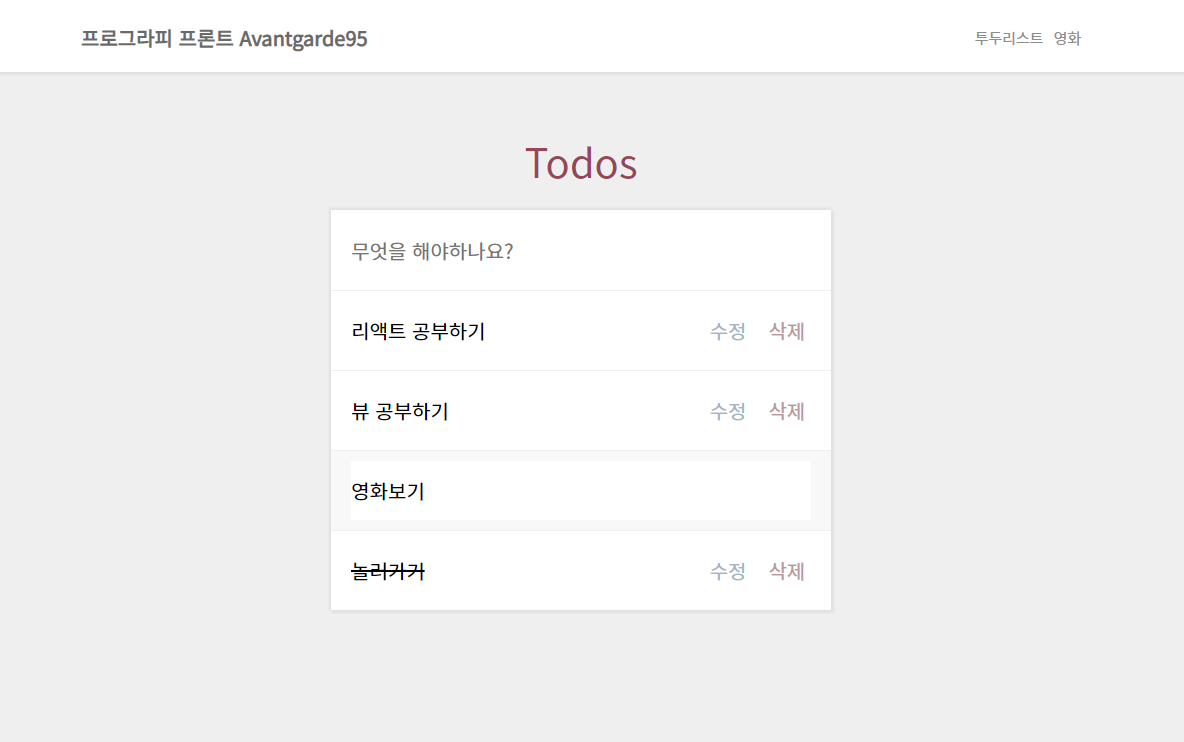 프로그라피 프론트 Avantgarde95
투두리스트 영화
Todos
무엇을 해야하나요?
리액트 공부하기 수정 삭제
뷰 공부하기 수정 삭제
영화보기
놀러가기 수정 삭제